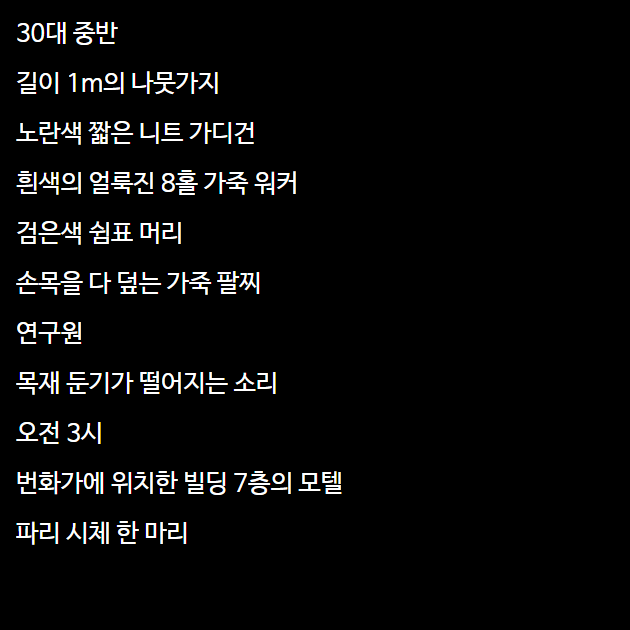 30대 중반
길이 1m의 나뭇가지
노란색 짧은 니트 가디건
흰색의 얼룩진 8홀 가죽 워커
검은색 쉼표 머리
손목을 다 덮는 가죽 팔찌
연구원
목재 둔기가 떨어지는 소리
오전 3시
번화가에 위치한 빌딩 7층의 모텔
파리 시체 한 마리